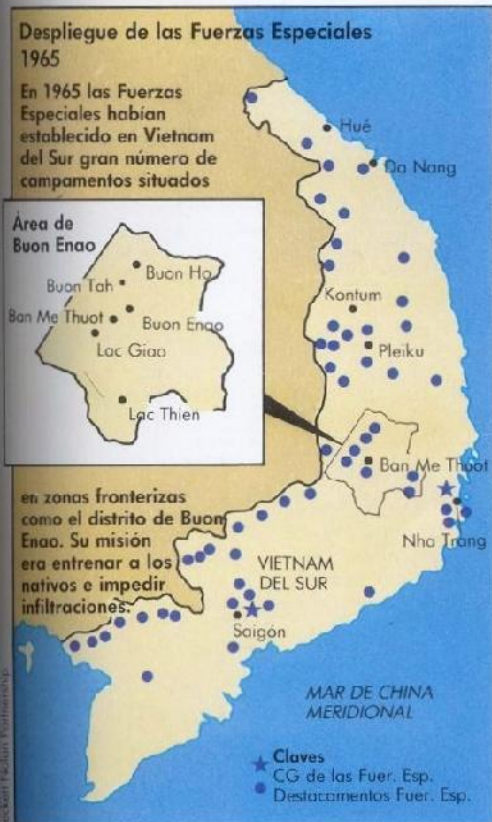 Despliegue de las Fuerzas Especiales
1965
En 1965 las Fuerzas
Especiales habían
establecido en Vietnam
del Sur gran número de
campamentos situados
Área de
Buon Enao
Buon Ho
Buon Tah
Ban Me Thuot
Buon Enao
Lac Giao
Lac Thien
en zonas fronterizas
como el distrito de Buon
Enao. Su misión
era entrenar a los
nativos e impedir
infiltraciones.
Hué
Da Nang
Kontum
Pleiku
Ban Me Thuot
Nha Trang
VIETNAM
DEL SUR
Saigón
MAR DE CHINA
MERIDIONAL
Claves
CG de las Fuer. Esp.
Destacamentos Fuer. Esp.
Nolan Partnership